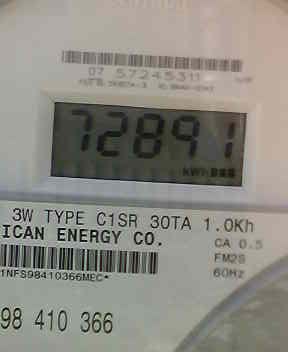 07 57245311
72891
KWH
3W TYPE C1SR 30TA 1.0Kh
ICAN ENERGY CO.
CA 0.5
FM2S
60Hz
1NFS98410366MEC*
98 410 366